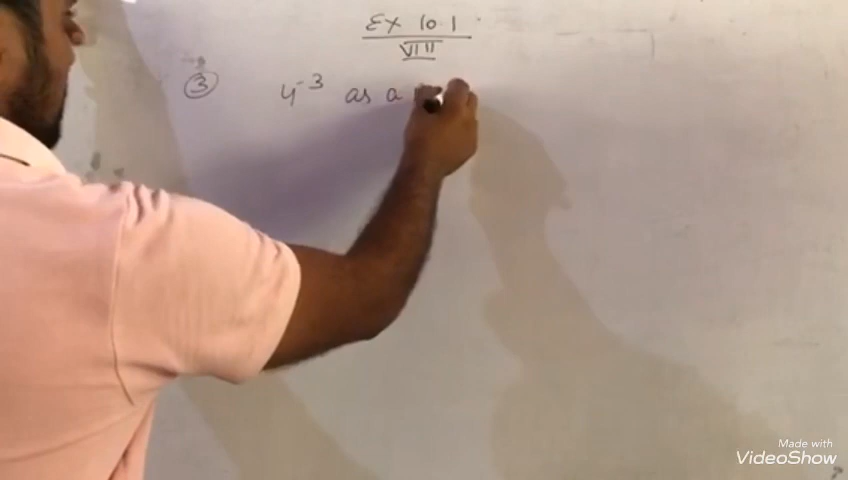 Ex 10.1
VIII
③ 4⁻³ as a
Made with
VideoShow